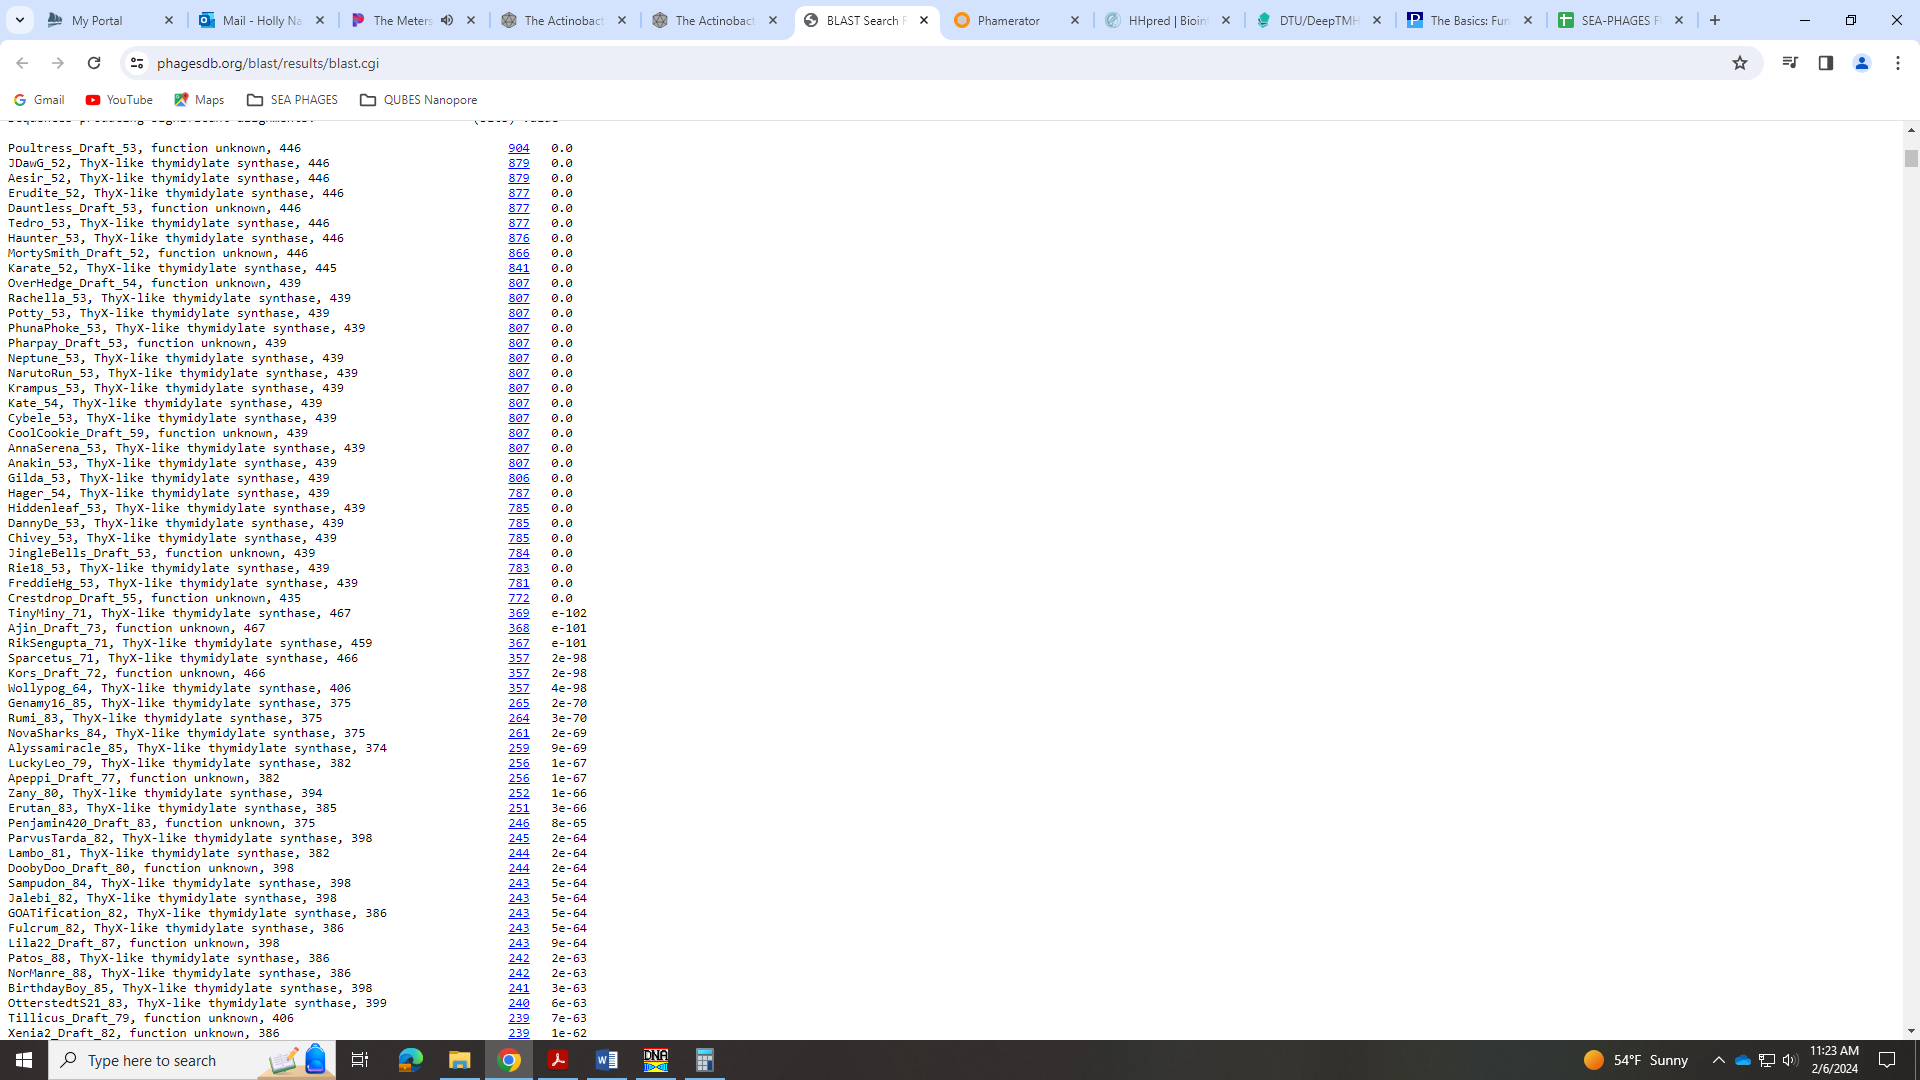 My Portal
Mail - Holly Na
The Meters
The Actinobact
The Actinobact
BLAST Search R
Phamerator
HHpred | Bioinf
DTU/DeepTMH
The Basics: Fun
SEA-PHAGES F
phagesdb.org/blast/results/blast.cgi
Gmail YouTube Maps SEA PHAGES QUBES Nanopore
Poultress_Draft_53, function unknown, 446 904 0.0
JDawG_52, ThyX-like thymidylate synthase, 446 879 0.0
Aesir_52, ThyX-like thymidylate synthase, 446 879 0.0
Erudite_52, ThyX-like thymidylate synthase, 446 877 0.0
Dauntless_Draft_53, function unknown, 446 877 0.0
Tedro_53, ThyX-like thymidylate synthase, 446 877 0.0
Haunter_53, ThyX-like thymidylate synthase, 446 876 0.0
MortySmith_Draft_52, function unknown, 446 866 0.0
Karate_52, ThyX-like thymidylate synthase, 445 841 0.0
OverHedge_Draft_54, function unknown, 439 807 0.0
Rachella_53, ThyX-like thymidylate synthase, 439 807 0.0
Potty_53, ThyX-like thymidylate synthase, 439 807 0.0
PhunaPhoke_53, ThyX-like thymidylate synthase, 439 807 0.0
Pharpay_Draft_53, function unknown, 439 807 0.0
Neptune_53, ThyX-like thymidylate synthase, 439 807 0.0
NarutoRun_53, ThyX-like thymidylate synthase, 439 807 0.0
Krampus_53, ThyX-like thymidylate synthase, 439 807 0.0
Kate_54, ThyX-like thymidylate synthase, 439 807 0.0
Cybele_53, ThyX-like thymidylate synthase, 439 807 0.0
CoolCookie_Draft_59, function unknown, 439 807 0.0
AnnaSerena_53, ThyX-like thymidylate synthase, 439 807 0.0
Anakin_53, ThyX-like thymidylate synthase, 439 807 0.0
Gilda_53, ThyX-like thymidylate synthase, 439 806 0.0
Hager_54, ThyX-like thymidylate synthase, 439 787 0.0
Hiddenleaf_53, ThyX-like thymidylate synthase, 439 785 0.0
DannyDe_53, ThyX-like thymidylate synthase, 439 785 0.0
Chivey_53, ThyX-like thymidylate synthase, 439 785 0.0
JingleBells_Draft_53, function unknown, 439 784 0.0
Rie18_53, ThyX-like thymidylate synthase, 439 783 0.0
FreddieHg_53, ThyX-like thymidylate synthase, 439 781 0.0
Crestdrop_Draft_55, function unknown, 435 772 0.0
TinyMiny_71, ThyX-like thymidylate synthase, 467 369 e-102
Ajin_Draft_73, function unknown, 467 368 e-101
RikSengupta_71, ThyX-like thymidylate synthase, 459 367 e-101
Sparcetus_71, ThyX-like thymidylate synthase, 466 357 2e-98
Kors_Draft_72, function unknown, 466 357 2e-98
Wollypog_64, ThyX-like thymidylate synthase, 406 357 4e-98
Genamy16_85, ThyX-like thymidylate synthase, 375 265 2e-70
Rumi_83, ThyX-like thymidylate synthase, 375 264 3e-70
NovaSharks_84, ThyX-like thymidylate synthase, 375 261 2e-69
Alyssamiracle_85, ThyX-like thymidylate synthase, 374 259 9e-69
LuckyLeo_79, ThyX-like thymidylate synthase, 382 256 1e-67
Apeppi_Draft_77, function unknown, 382 256 1e-67
Zany_80, ThyX-like thymidylate synthase, 394 252 1e-66
Erutan_83, ThyX-like thymidylate synthase, 385 251 3e-66
Penjamin420_Draft_83, function unknown, 375 246 8e-65
ParvusTarda_82, ThyX-like thymidylate synthase, 398 245 2e-64
Lambo_81, ThyX-like thymidylate synthase, 382 244 2e-64
DoobyDoo_Draft_80, function unknown, 398 244 2e-64
Sampudon_84, ThyX-like thymidylate synthase, 398 243 5e-64
Jalebi_82, ThyX-like thymidylate synthase, 398 243 5e-64
GOATification_82, ThyX-like thymidylate synthase, 386 243 5e-64
Fulcrum_82, ThyX-like thymidylate synthase, 386 243 5e-64
Lila22_Draft_87, function unknown, 398 243 9e-64
Patos_88, ThyX-like thymidylate synthase, 386 242 2e-63
NorManre_88, ThyX-like thymidylate synthase, 386 242 2e-63
BirthdayBoy_85, ThyX-like thymidylate synthase, 398 241 3e-63
OtterstedtS21_83, ThyX-like thymidylate synthase, 399 240 6e-63
Tillicus_Draft_79, function unknown, 406 239 7e-63
Xenia2_Draft_82, function unknown, 386 239 1e-62
Type here to search
DNA
54°F Sunny
11:23 AM
2/6/2024